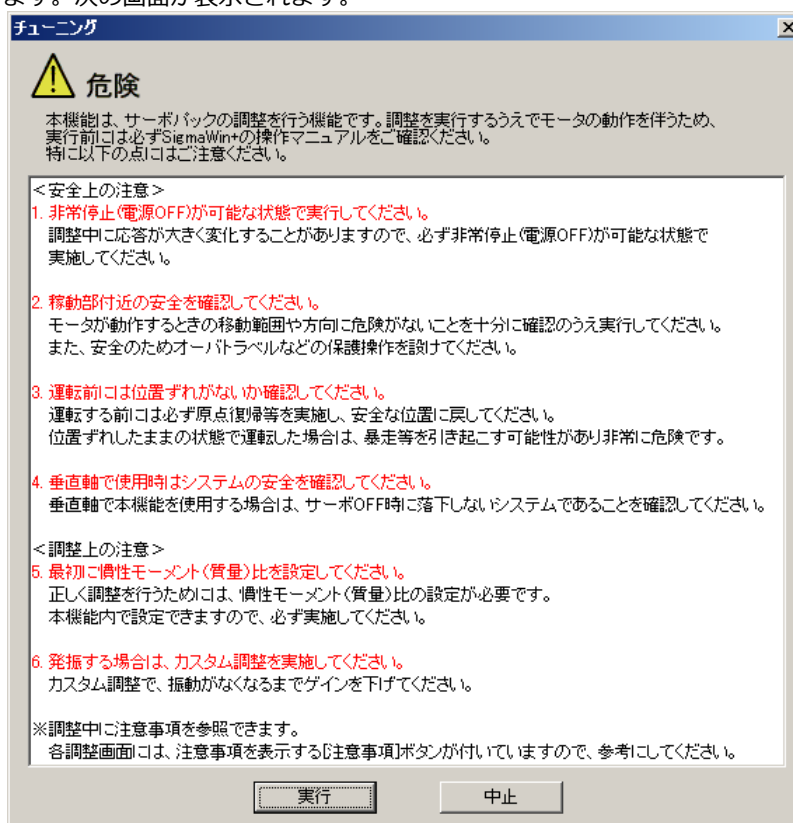 ます。次の画面が表示されます。
チューニング
危険
本機能は、サーボパックの調整を行う機能です。調整を実行するうえでモータの動作を伴うため、
実行前には必ずSigmaWin+の操作マニュアルをご確認ください。
特に以下の点にはご注意ください。
＜安全上の注意＞
1. 非常停止(電源OFF)が可能な状態で実行してください。
調整中に応答が大きく変化することがありますので、必ず非常停止(電源OFF)が可能な状態で
実施してください。
2. 稼動部付近の安全を確認してください。
モータが動作するときの移動範囲や方向に危険がないことを十分に確認のうえ実行してください。
また、安全のためオーバトラベルなどの保護操作を設けてください。
3. 運転前には位置ずれがないか確認してください。
運転する前には必ず原点復帰等を実施し、安全な位置に戻してください。
位置ずれしたままの状態で運転した場合は、暴走等を引き起こす可能性があり非常に危険です。
4. 垂直軸で使用時はシステムの安全を確認してください。
垂直軸で本機能を使用する場合は、サーボOFF時に落下しないシステムであることを確認してください。
＜調整上の注意＞
5. 最初に慣性モーメント(質量)比を設定してください。
正しく調整を行うためには、慣性モーメント(質量)比の設定が必要です。
本機能内で設定できますので、必ず実施してください。
6. 発振する場合は、カスタム調整を実施してください。
カスタム調整で、振動がなくなるまでゲインを下げてください。
※調整中に注意事項を参照できます。
各調整画面には、注意事項を表示する[注意事項]ボタンが付いていますので、参考にしてください。
実行 中止